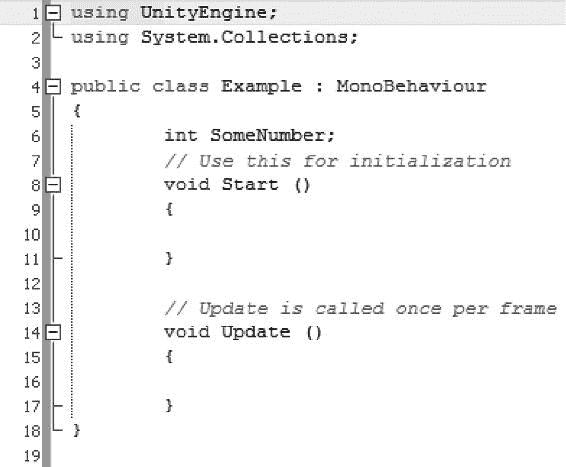 1 using UnityEngine;
2 using System.Collections;
3
4 public class Example : MonoBehaviour
5 {
6 int SomeNumber;
7 // Use this for initialization
8 void Start ()
9 {
10
11 }
12
13 // Update is called once per frame
14 void Update ()
15 {
16
17 }
18 }
19